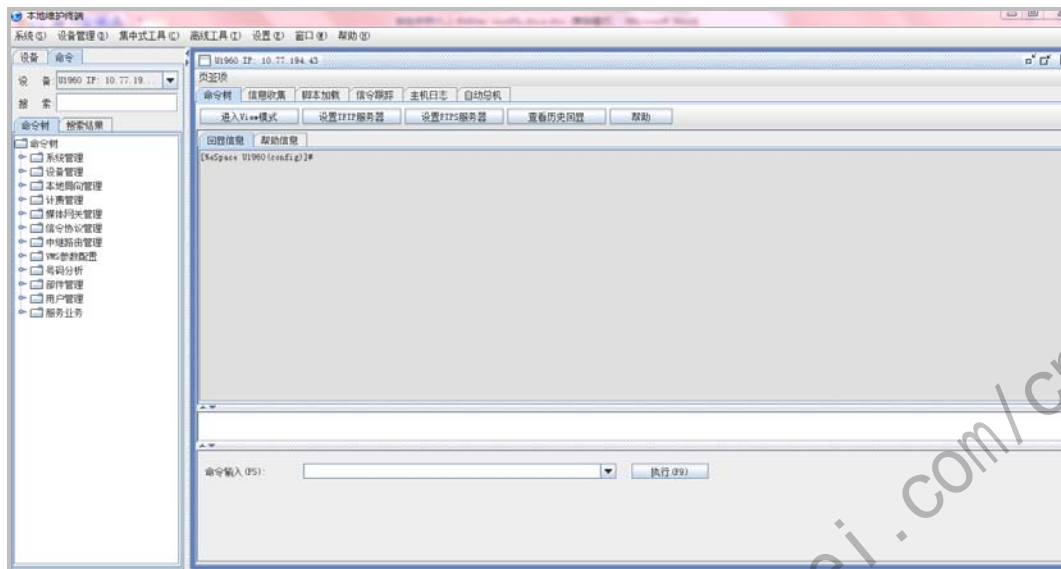 本地维护终端
系统(S) 设备管理(Q) 集中式工具(C) 离线工具(T) 设置(E) 窗口(W) 帮助(H)
设备 命令
设 备: U1960 IP: 10.77.19...
搜 索
命令树 搜索结果
命令树
系统管理
设备管理
本地局向管理
计费管理
媒体网关管理
信令协议管理
中继路由管理
VMS参数配置
号码分析
部件管理
用户管理
服务业务
U1960 IP: 10.77.194.43
页签项
命令树 信息收集 脚本加载 信令跟踪 主机日志 自动总机
进入View模式 设置TFTP服务器 设置FTPS服务器 查看历史回显 帮助
回显信息 帮助信息
[%eSpace U1960(config)]#
命令输入(F5): 执行(F9)